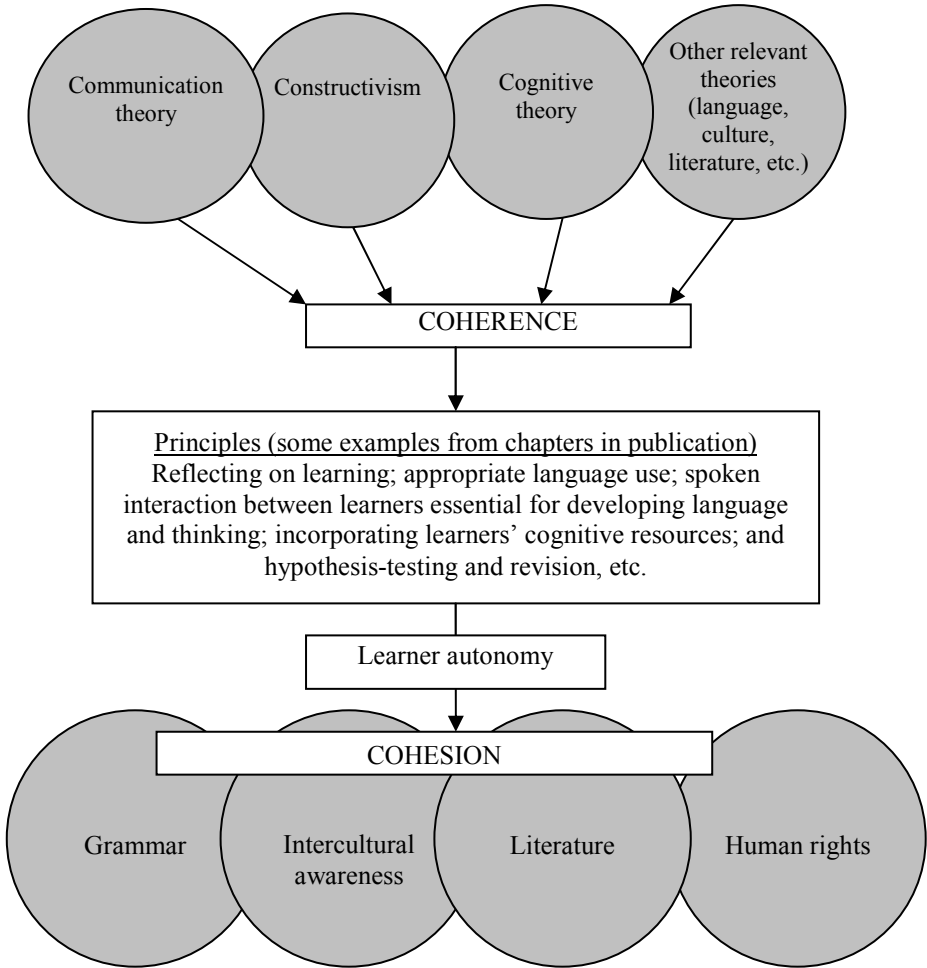 Communication
theory
Constructivism
Cognitive
theory
Other relevant
theories
(language,
culture,
literature, etc.)
COHERENCE
Principles (some examples from chapters in publication)
Reflecting on learning; appropriate language use; spoken
interaction between learners essential for developing language
and thinking; incorporating learners’ cognitive resources; and
hypothesis-testing and revision, etc.
Learner autonomy
COHESION
Grammar
Intercultural
awareness
Literature
Human rights